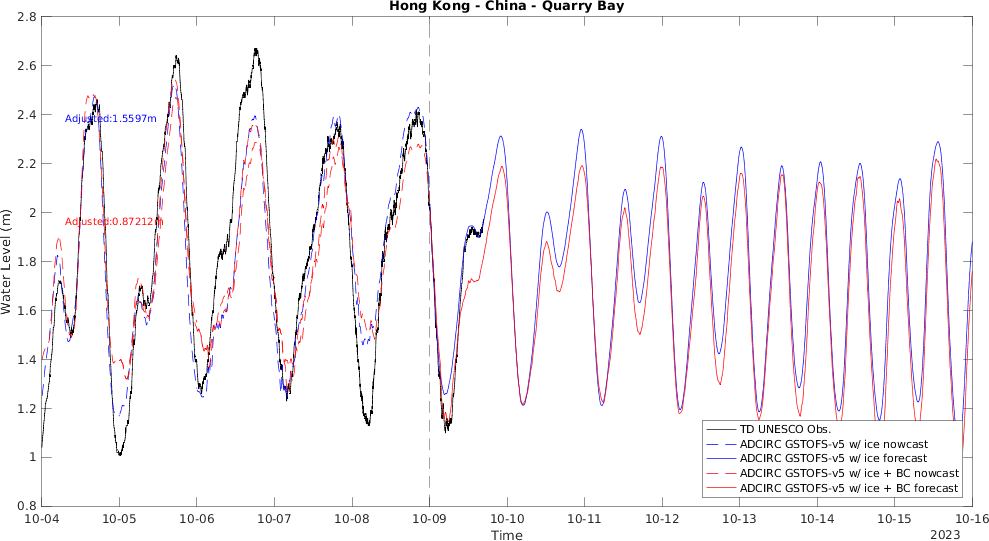 Hong Kong - China - Quarry Bay
Water Level (m)
2.8
2.6
2.4
2.2
2
1.8
1.6
1.4
1.2
1
0.8
Adjusted:1.5597m
Adjusted:0.87212m
TD UNESCO Obs.
ADCIRC GSTOFS-v5 w/ ice nowcast
ADCIRC GSTOFS-v5 w/ ice forecast
ADCIRC GSTOFS-v5 w/ ice + BC nowcast
ADCIRC GSTOFS-v5 w/ ice + BC forecast
10-04 10-05 10-06 10-07 10-08 10-09 10-10 10-11 10-12 10-13 10-14 10-15 10-16
Time
2023